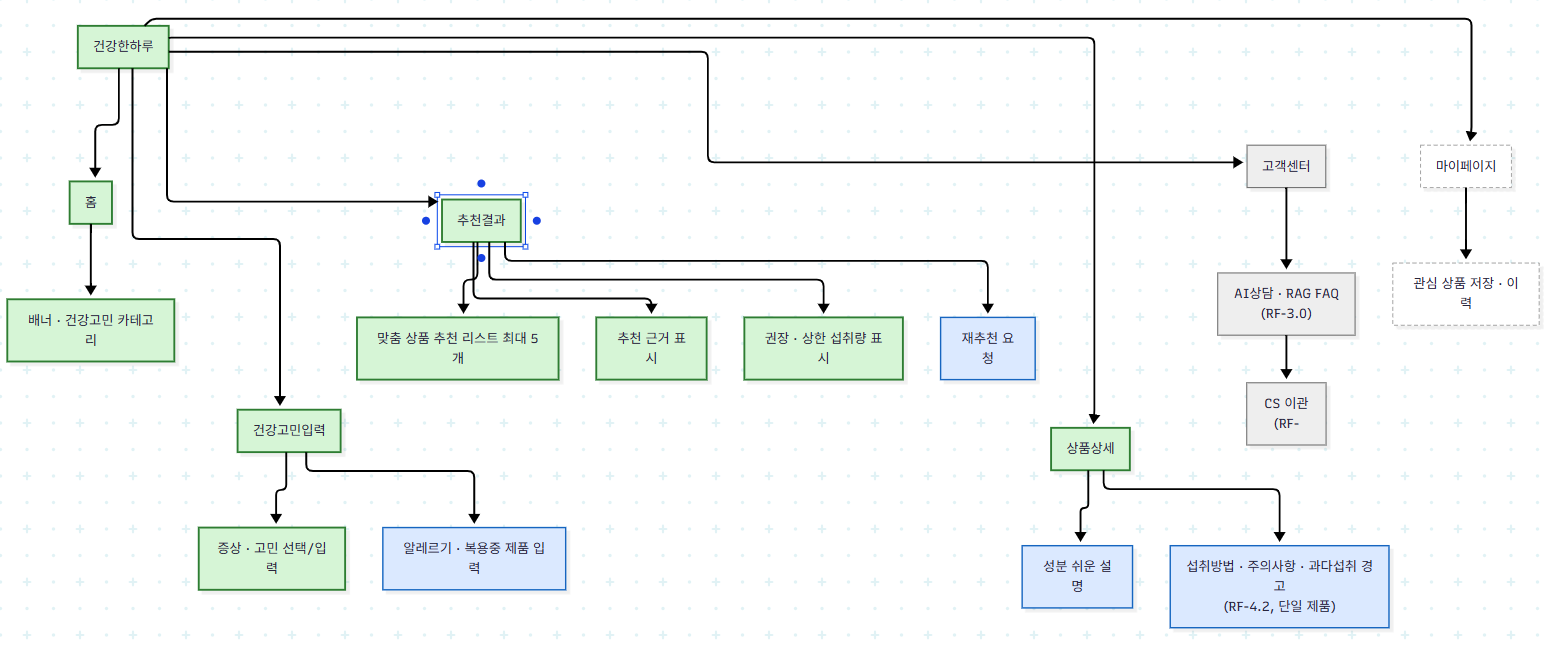 건강한하루
홈
배너 · 건강고민 카테고
리
건강고민입력
증상 · 고민 선택/입
력
알레르기 · 복용중 제품 입
력
추천결과
맞춤 상품 추천 리스트 최대 5
개
추천 근거 표
시
권장 · 상한 섭취량 표
시
재추천 요
청
상품상세
성분 쉬운 설
명
섭취방법 · 주의사항 · 과다섭취 경
고
(RF-4.2, 단일 제품)
고객센터
AI상담 · RAG FAQ
(RF-3.0)
CS 이관
(RF-
마이페이지
관심 상품 저장 · 이
력